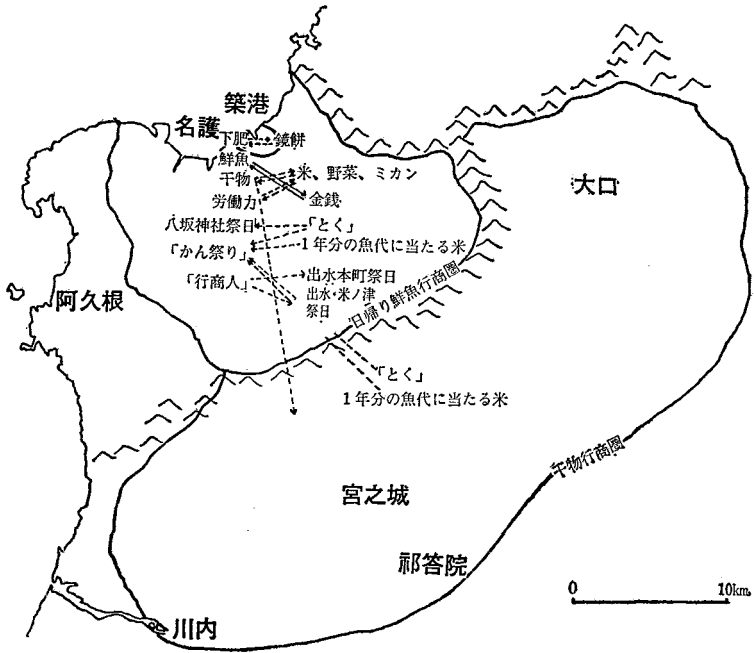 築港
名護
下肥
鏡餅
鮮魚
干物
米、野菜、ミカン
労働力
金銭
八坂神社祭日
「とく」
「かん祭り」
1年分の魚代に当たる米
「行商人」
出水本町祭日
出水・米ノ津
祭日
大口
阿久根
日帰り鮮魚行商圏
「とく」
1年分の魚代に当たる米
干物行商圏
宮之城
祁答院
川内
0
10km